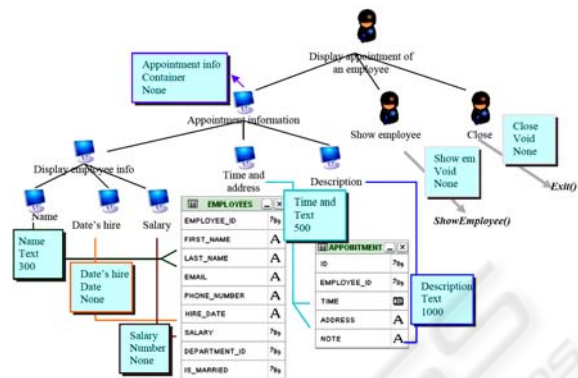 Display appointment of
an employee
Appointment info
Container
None
Appointment information
Show employee
Close
Close
Void
None
Show em
Void
None
Exit()
ShowEmployee()
Display employee info
Time and
address
Description
Name
Date's hire
Salary
Name
Text
300
Date's hire
Date
None
Salary
Number
None
EMPLOYEES
EMPLOYEE_ID
FIRST_NAME
LAST_NAME
EMAIL
PHONE_NUMBER
HIRE_DATE
SALARY
DEPARTMENT_ID
IS_MARRIED
Time and
Text
500
APPOINTMENT
ID
EMPLOYEE_ID
TIME
ADDRESS
NOTE
Description
Text
1000